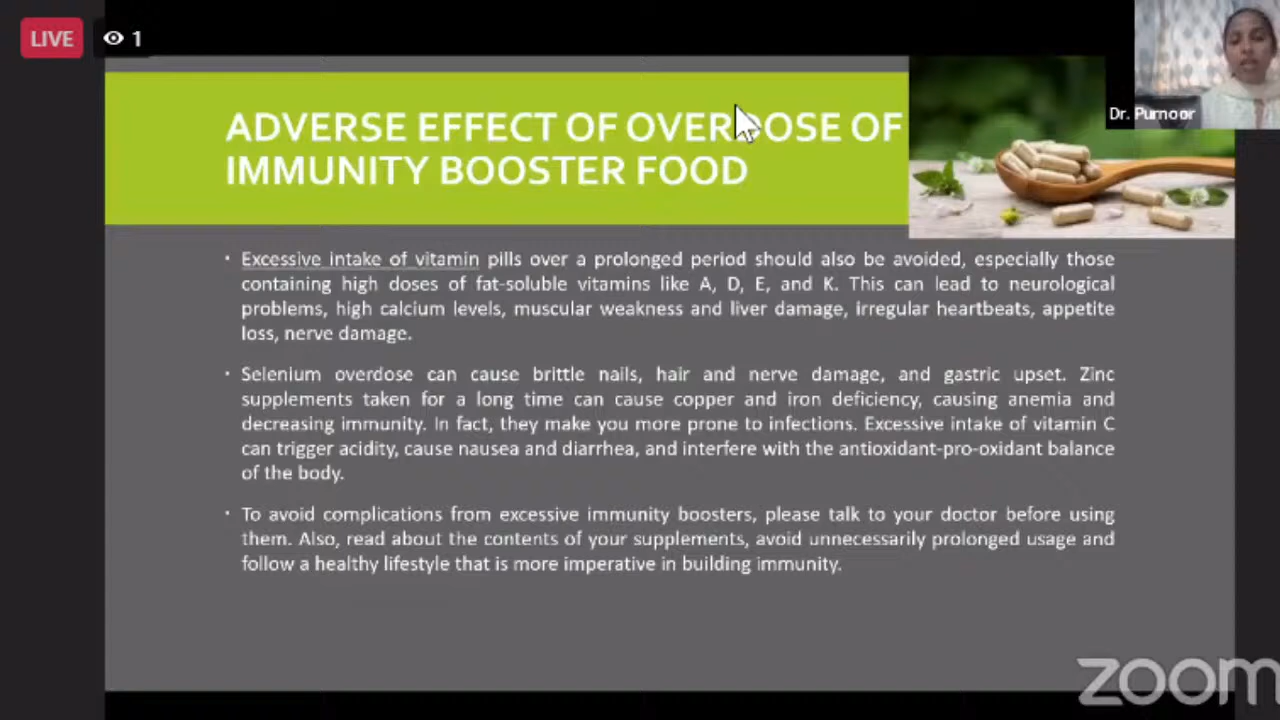 LIVE
1
Dr. Purnoor
ADVERSE EFFECT OF OVERDOSE OF
IMMUNITY BOOSTER FOOD
• Excessive intake of vitamin pills over a prolonged period should also be avoided, especially those
containing high doses of fat-soluble vitamins like A, D, E, and K. This can lead to neurological
problems, high calcium levels, muscular weakness and liver damage, irregular heartbeats, appetite
loss, nerve damage.
• Selenium overdose can cause brittle nails, hair and nerve damage, and gastric upset. Zinc
supplements taken for a long time can cause copper and iron deficiency, causing anemia and
decreasing immunity. In fact, they make you more prone to infections. Excessive intake of vitamin C
can trigger acidity, cause nausea and diarrhea, and interfere with the antioxidant-pro-oxidant balance
of the body.
• To avoid complications from excessive immunity boosters, please talk to your doctor before using
them. Also, read about the contents of your supplements, avoid unnecessarily prolonged usage and
follow a healthy lifestyle that is more imperative in building immunity.
zoom